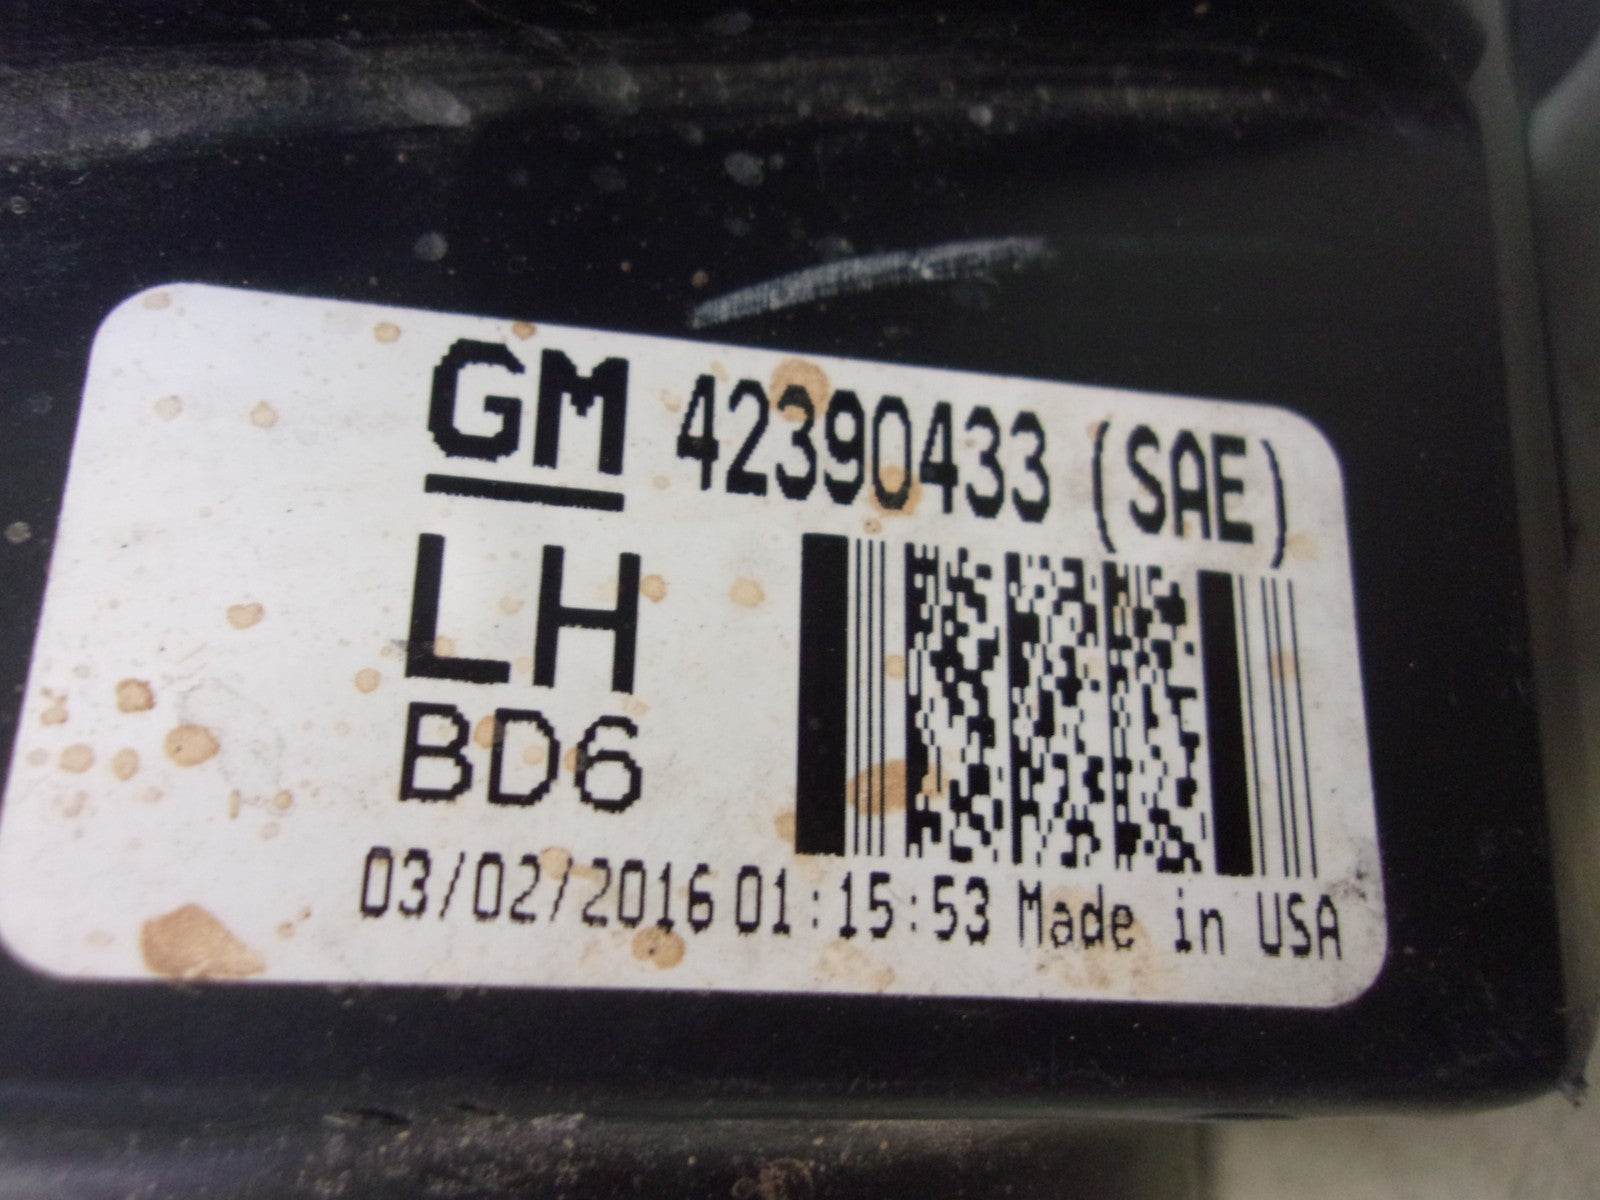 GM 42390433 (SAE)
LH
BD6
03/02/2016 01:15:53 Made in USA